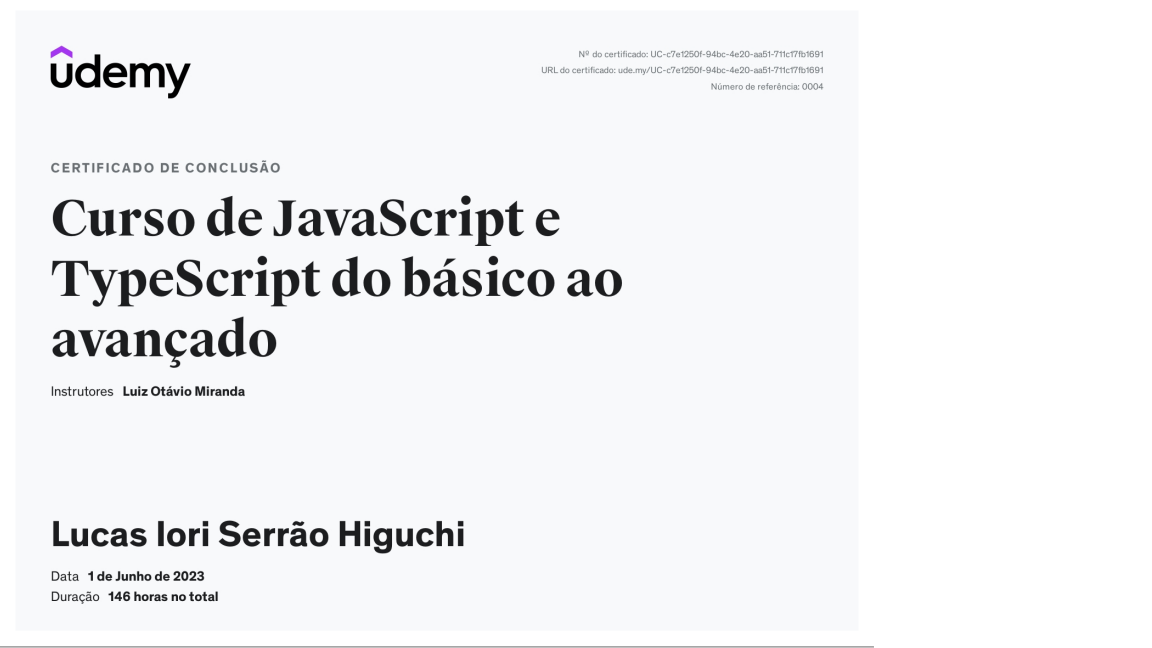 udemy
Nº do certificado: UC-c7e1250f-94bc-4e20-aa51-711c17fb1691
URL do certificado: ude.my/UC-c7e1250f-94bc-4e20-aa51-711c17fb1691
Número de referência: 0004
CERTIFICADO DE CONCLUSÃO
Curso de JavaScript e
TypeScript do básico ao
avançado
Instrutores Luiz Otávio Miranda
Lucas Iori Serrão Higuchi
Data 1 de Junho de 2023
Duração 146 horas no total